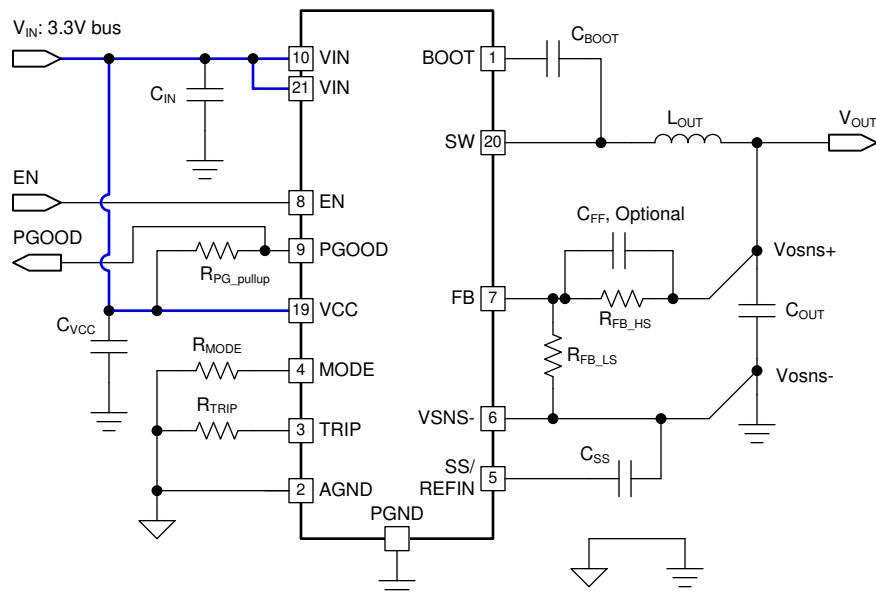 VIN: 3.3V bus
CIN
EN
PGOOD
RPG_pullup
CVCC
RMODE
RTRIP
10 VIN
21 VIN
8 EN
9 PGOOD
19 VCC
4 MODE
3 TRIP
2 AGND
PGND
BOOT 1
SW 20
FB 7
VSNS- 6
SS/
REFIN 5
CBOOT
LOUT
VOUT
CFF, Optional
RFB_HS
RFB_LS
Vosns+
COUT
Vosns-
CSS